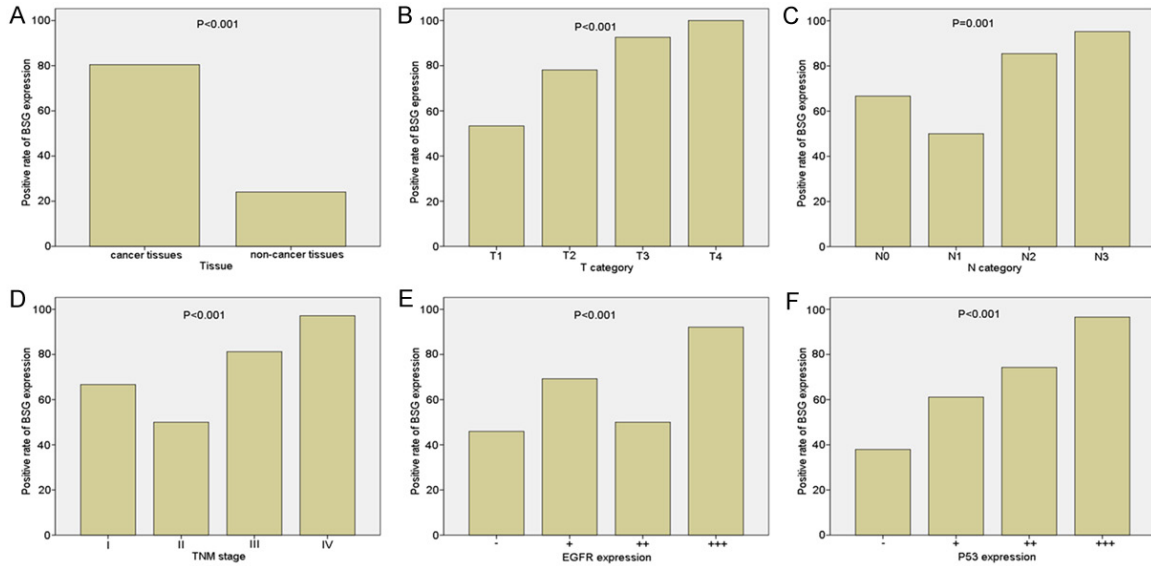 A
P<0.001
Positive rate of BSG expression
100
80
60
40
20
0
cancer tissues
non-cancer tissues
Tissue
B
P<0.001
Positive rate of BSG epression
100
80
60
40
20
0
T1
T2
T3
T4
T category
C
P=0.001
Positive rate of BSG expression
100
80
60
40
20
0
N0
N1
N2
N3
N category
D
P<0.001
Positive rate of BSG expression
100
80
60
40
20
0
I
II
III
IV
TNM stage
E
P<0.001
Positive rate of BSG expression
100
80
60
40
20
0
-
+
++
+++
EGFR expression
F
P<0.001
Positive rate of BSG expression
100
80
60
40
20
0
-
+
++
+++
P53 expression